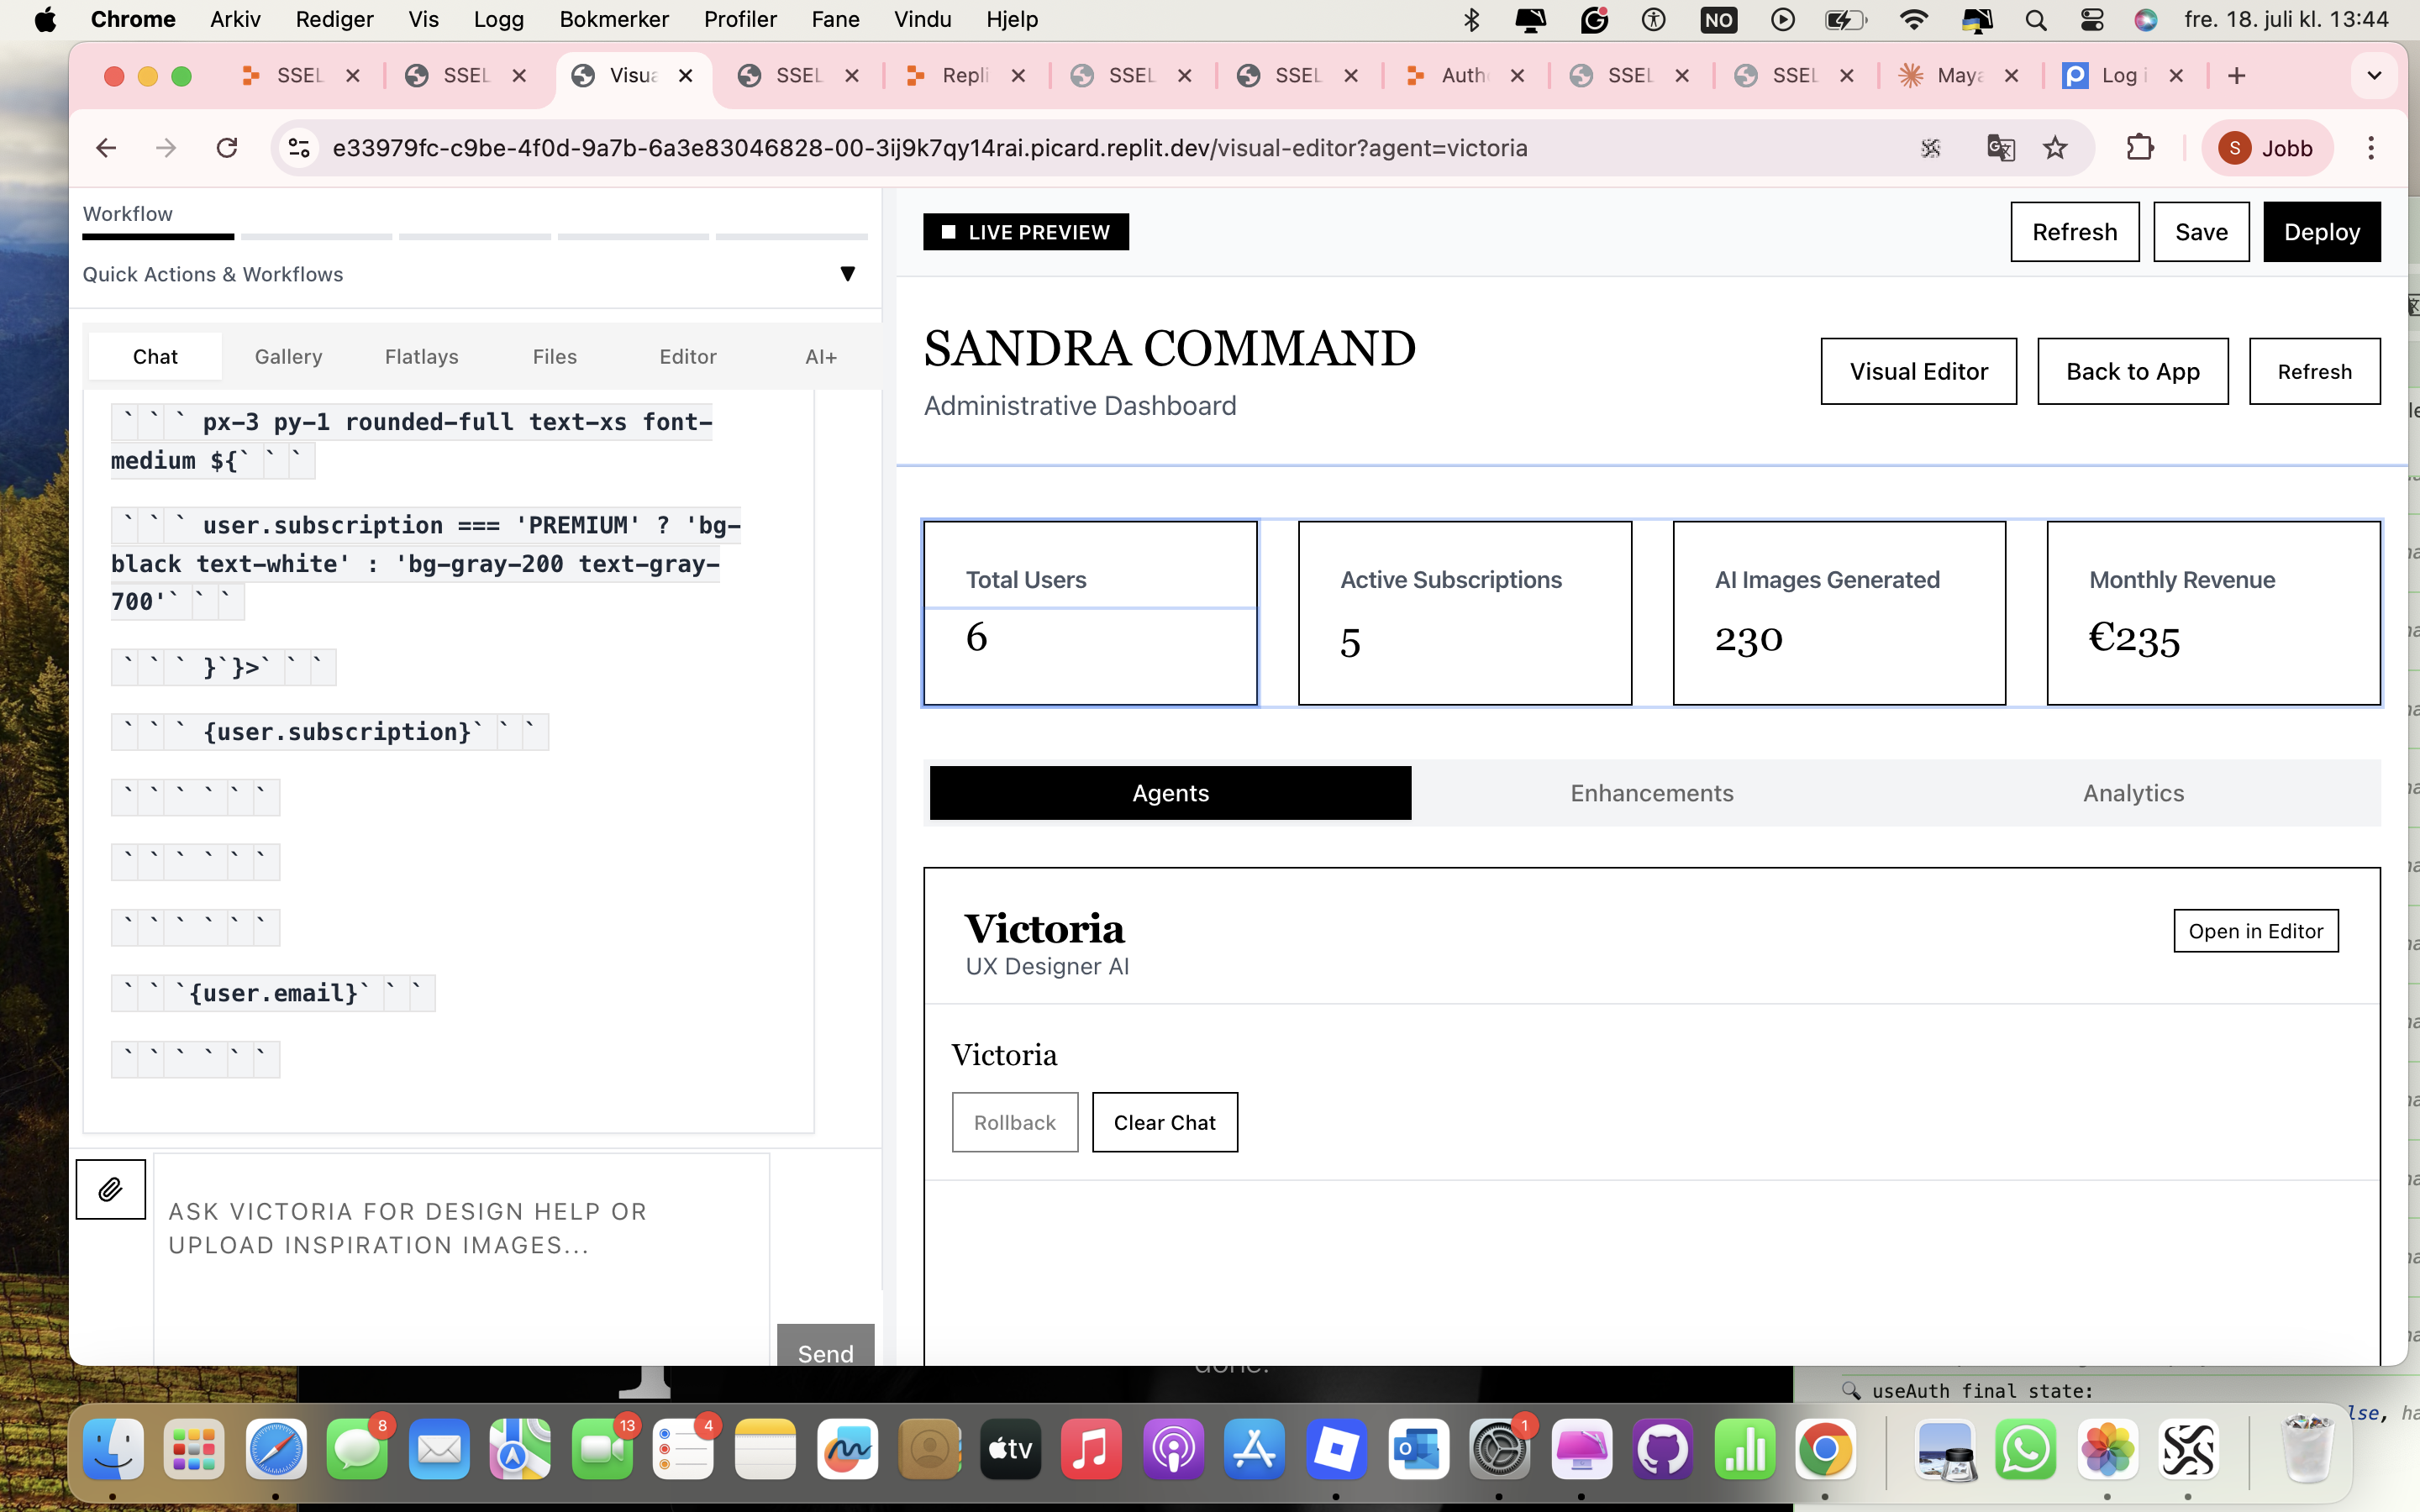 Chrome Arkiv Rediger Vis Logg Bokmerker Profiler Fane Vindu Hjelp NO fre. 18. juli kl. 13:44
SSEL SSEL Visua SSEL Repli SSEL SSEL Auth SSEL SSEL Maya Log i
e33979fc-c9be-4f0d-9a7b-6a3e83046828-00-3ij9k7qy14rai.picard.replit.dev/visual-editor?agent=victoria S Jobb
Workflow
Quick Actions & Workflows
Chat Gallery Flatlays Files Editor AI+
` ` ` px-3 py-1 rounded-full text-xs font-
medium ${` ` `
` ` ` user.subscription === 'PREMIUM' ? 'bg-
black text-white' : 'bg-gray-200 text-gray-
700'` ` `
` ` ` }`}>` ` `
` ` ` {user.subscription}` ` `
` ` ` ` ` `
` ` ` ` ` `
` ` ` ` ` `
` ` `{user.email}` ` `
` ` ` ` ` `
ASK VICTORIA FOR DESIGN HELP OR
UPLOAD INSPIRATION IMAGES...
Send
LIVE PREVIEW
Refresh Save Deploy
SANDRA COMMAND
Administrative Dashboard
Visual Editor Back to App Refresh
Total Users
6
Active Subscriptions
5
AI Images Generated
230
Monthly Revenue
€235
Agents Enhancements Analytics
Victoria
UX Designer AI
Open in Editor
Victoria
Rollback Clear Chat
done.
useAuth final state:
lse, ha
8 13 4 tv 1